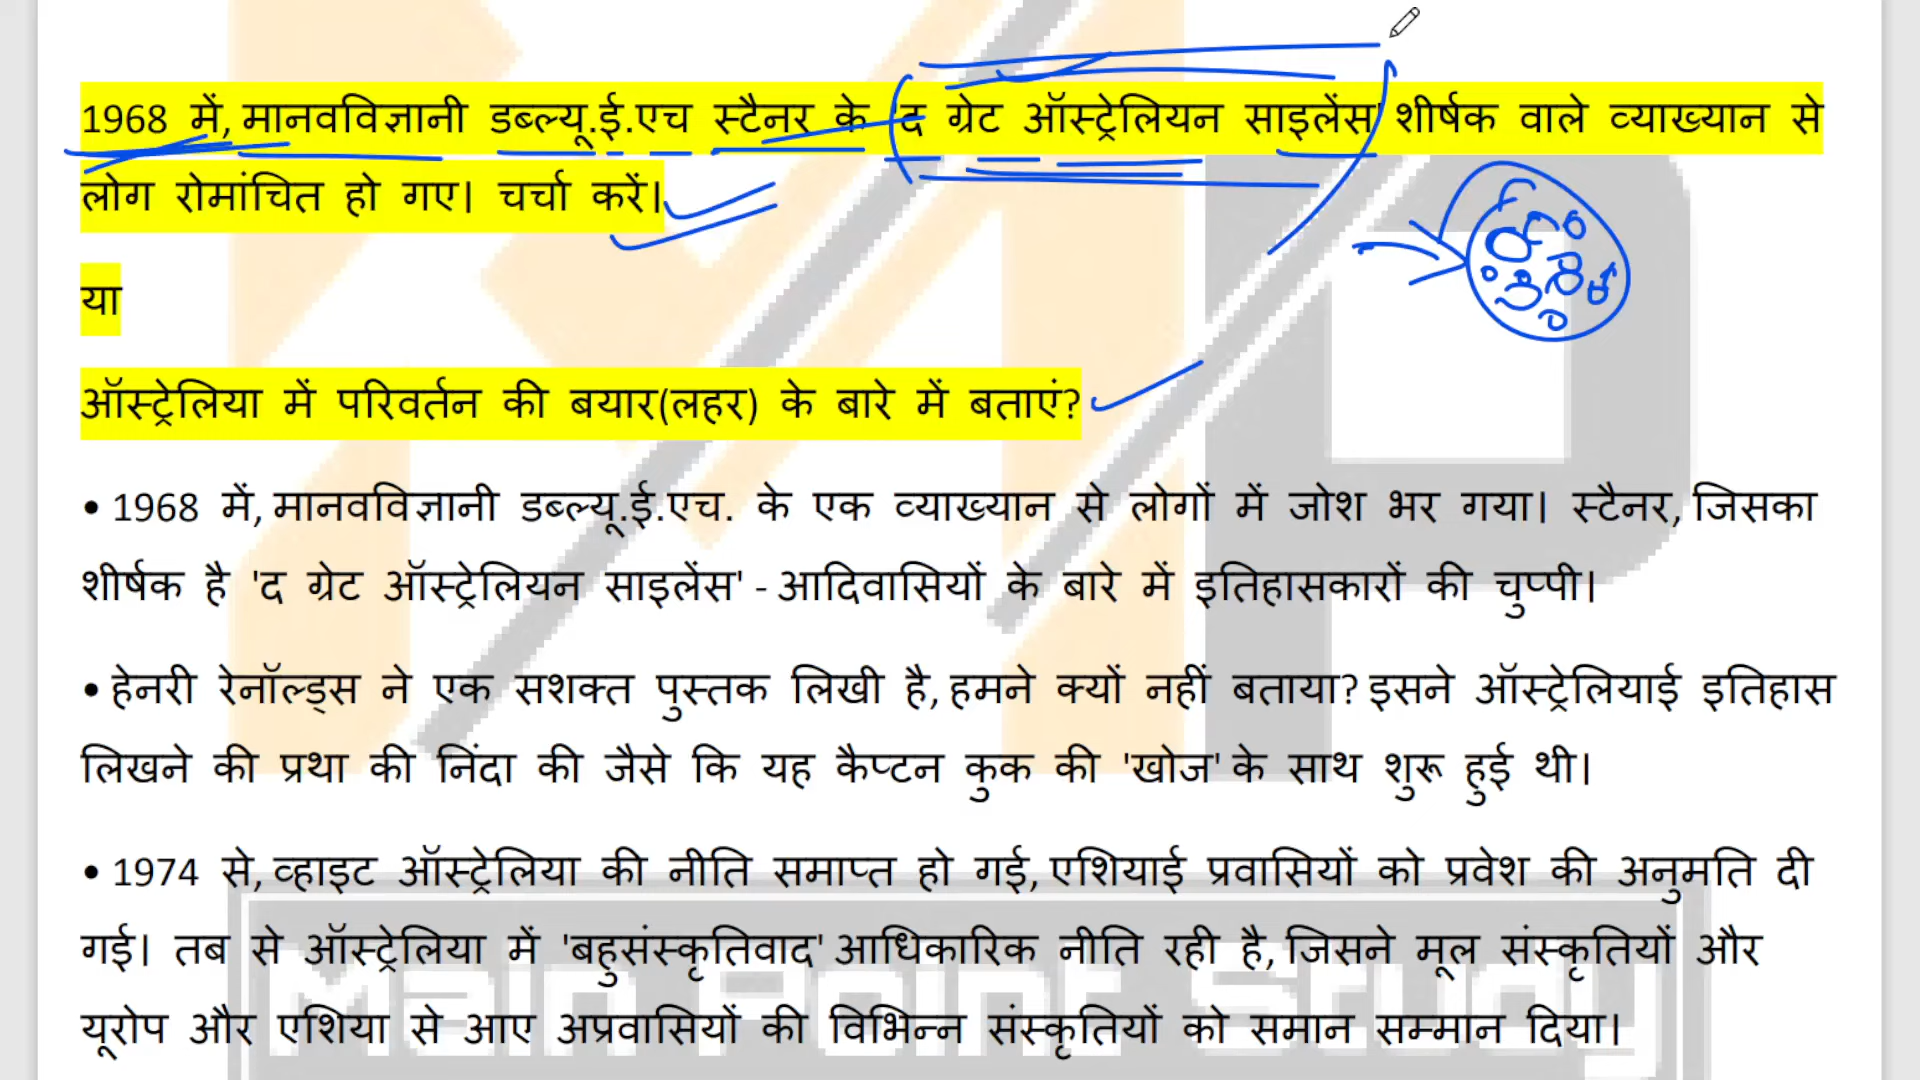 1968 में, मानवविज्ञानी डब्ल्यू.ई.एच स्टैनर के 'द ग्रेट ऑस्ट्रेलियन साइलेंस' शीर्षक वाले व्याख्यान से
लोग रोमांचित हो गए। चर्चा करें।
या
ऑस्ट्रेलिया में परिवर्तन की बयार(लहर) के बारे में बताएं?
• 1968 में, मानवविज्ञानी डब्ल्यू.ई.एच. के एक व्याख्यान से लोगों में जोश भर गया। स्टैनर, जिसका
शीर्षक है 'द ग्रेट ऑस्ट्रेलियन साइलेंस' - आदिवासियों के बारे में इतिहासकारों की चुप्पी।
• हेनरी रेनॉल्ड्स ने एक सशक्त पुस्तक लिखी है, हमने क्यों नहीं बताया? इसने ऑस्ट्रेलियाई इतिहास
लिखने की प्रथा की निंदा की जैसे कि यह कैप्टन कुक की 'खोज' के साथ शुरू हुई थी।
• 1974 से, व्हाइट ऑस्ट्रेलिया की नीति समाप्त हो गई, एशियाई प्रवासियों को प्रवेश की अनुमति दी
गई। तब से ऑस्ट्रेलिया में 'बहुसंस्कृतिवाद' आधिकारिक नीति रही है, जिसने मूल संस्कृतियों और
यूरोप और एशिया से आए अप्रवासियों की विभिन्न संस्कृतियों को समान सम्मान दिया।
Main Point Study